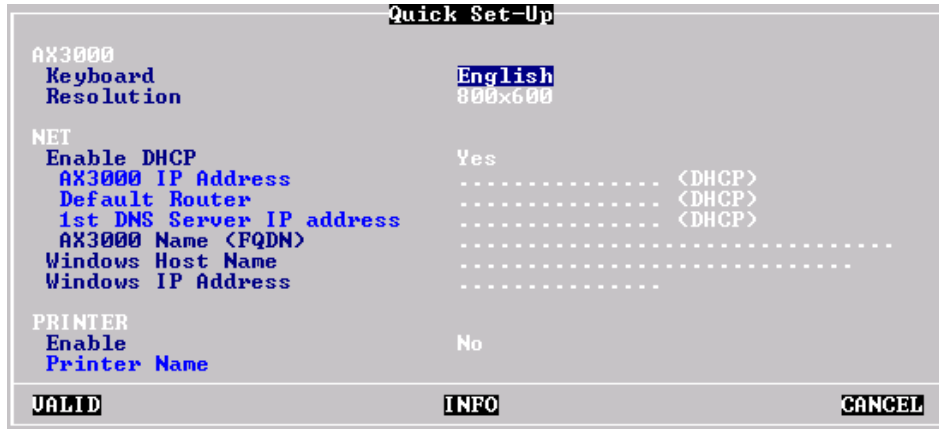 Quick Set-Up
AX3000
Keyboard English
Resolution 800x600
NET
Enable DHCP Yes
AX3000 IP Address ............... (DHCP)
Default Router ............... (DHCP)
1st DNS Server IP address ............... (DHCP)
AX3000 Name (FQDN) .................................
Windows Host Name ..............................
Windows IP Address ...............
PRINTER
Enable No
Printer Name
VALID INFO CANCEL